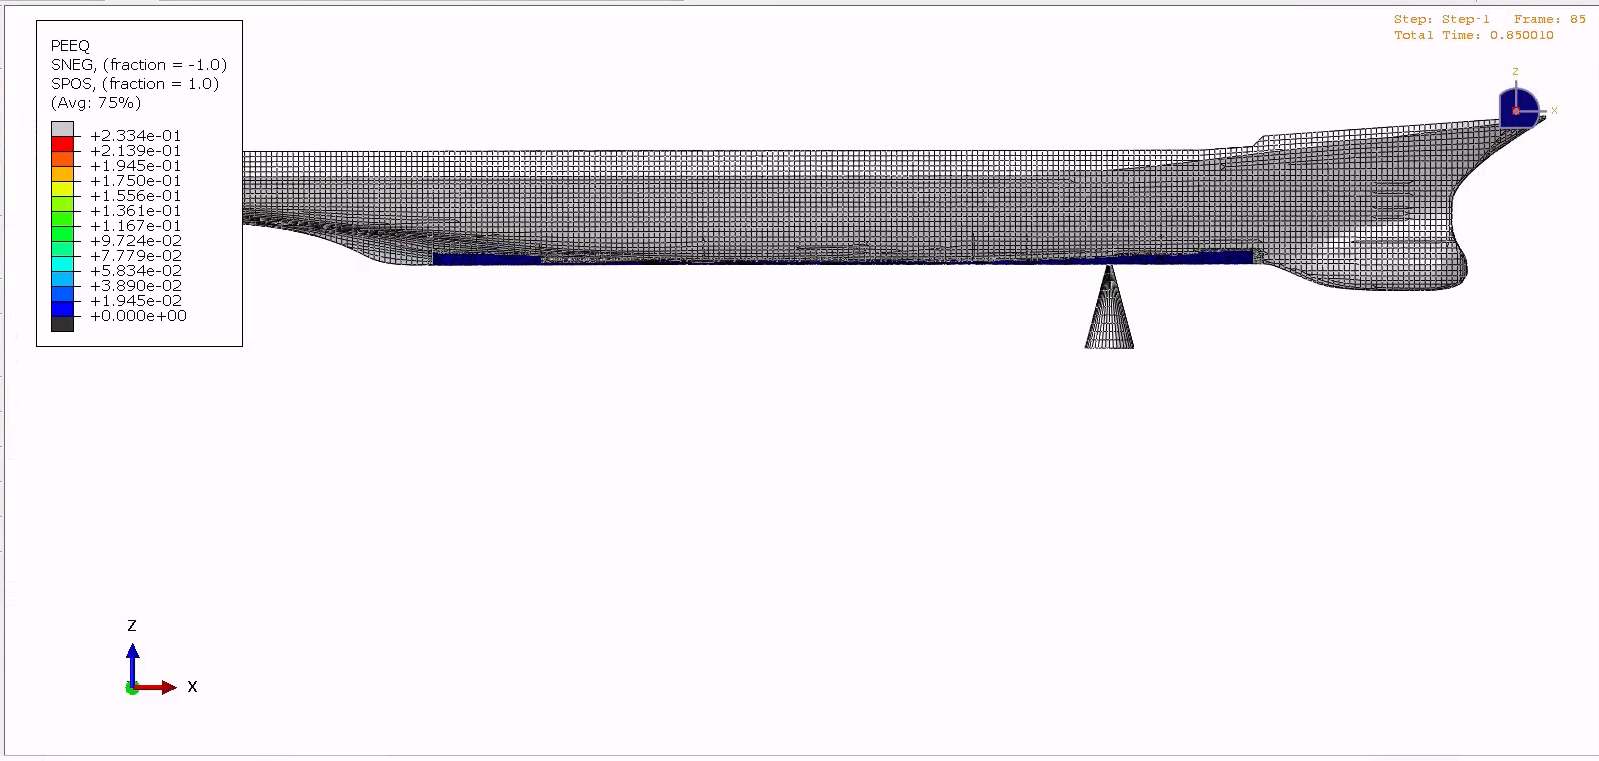 Step: Step-1 Frame: 85
Total Time: 0.850010
PEEQ
SNEG, (fraction = -1.0)
SPOS, (fraction = 1.0)
(Avg: 75%)
+2.334e-01
+2.139e-01
+1.945e-01
+1.750e-01
+1.556e-01
+1.361e-01
+1.167e-01
+9.724e-02
+7.779e-02
+5.834e-02
+3.890e-02
+1.945e-02
+0.000e+00
Z
X
Z
X